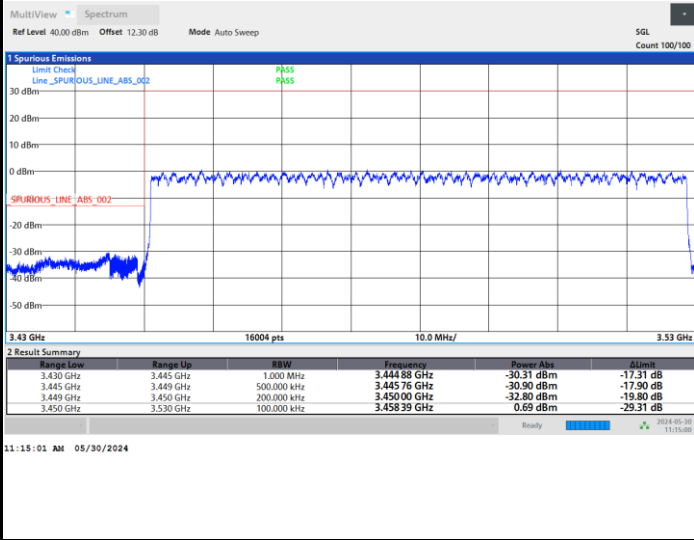 MultiView Spectrum
Ref Level 40.00 dBm Offset 12.30 dB Mode Auto Sweep SGL
Count 100/100
1 Spurious Emissions
Limit Check PASS
Line _SPURIOUS_LINE_ABS_002 PASS
30 dBm
20 dBm
10 dBm
0 dBm
_SPURIOUS_LINE_ABS_002
-20 dBm
-30 dBm
-40 dBm
-50 dBm
3.43 GHz 16004 pts 10.0 MHz/ 3.53 GHz
2 Result Summary
Range Low Range Up RBW Frequency Power Abs ΔLimit
3.430 GHz 3.445 GHz 1.000 MHz 3.444 88 GHz -30.31 dBm -17.31 dB
3.445 GHz 3.449 GHz 500.000 kHz 3.445 76 GHz -30.90 dBm -17.90 dB
3.449 GHz 3.450 GHz 200.000 kHz 3.450 00 GHz -32.80 dBm -19.80 dB
3.450 GHz 3.530 GHz 100.000 kHz 3.458 39 GHz 0.69 dBm -29.31 dB
Ready 2024-05-30
11:15:00
11:15:01 AM 05/30/2024